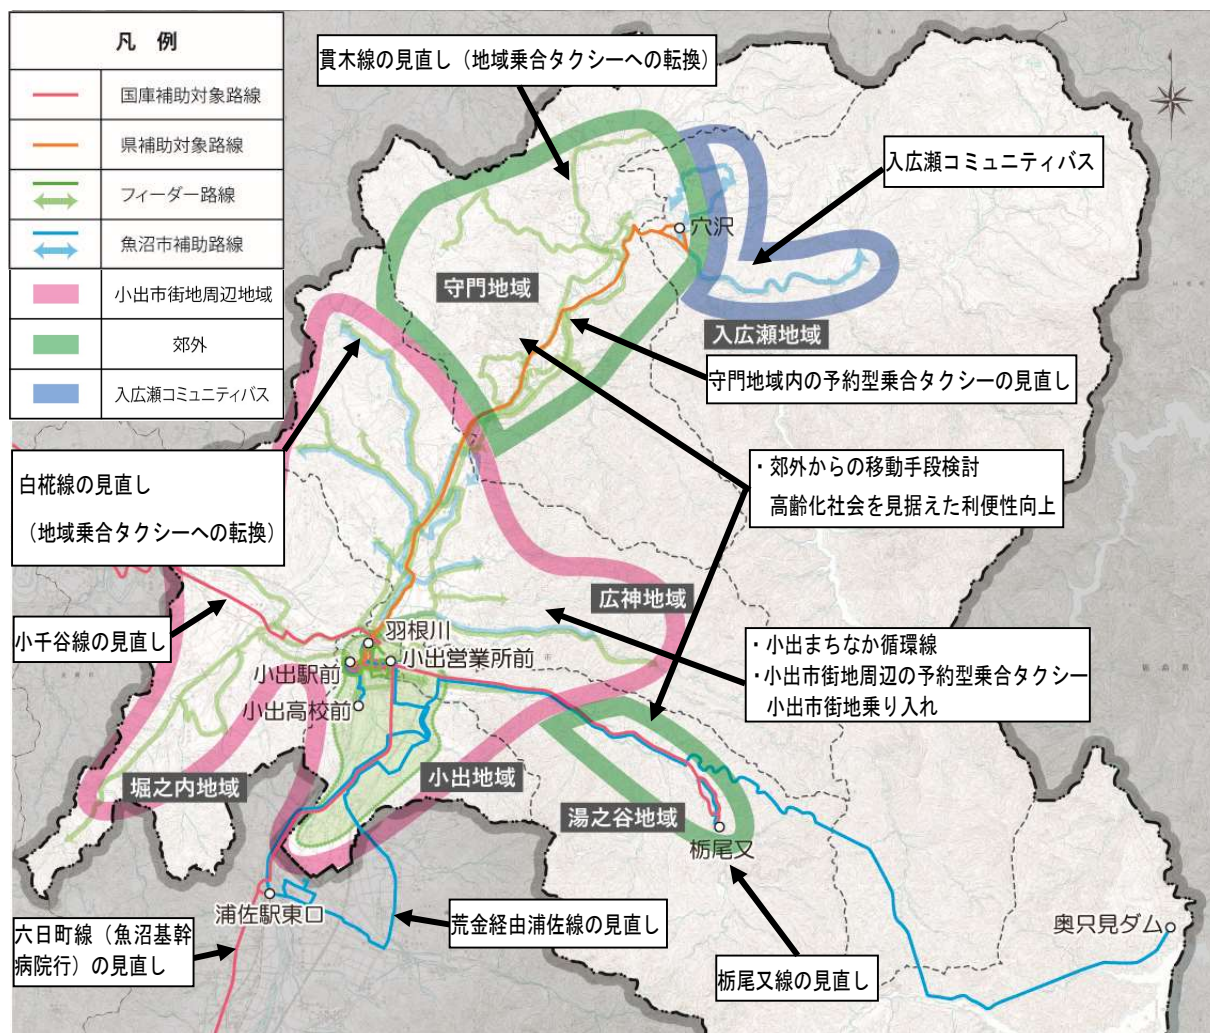 凡 例
国庫補助対象路線
県補助対象路線
フィーダー路線
魚沼市補助路線
小出市街地周辺地域
郊外
入広瀬コミュニティバス
貫木線の見直し（地域乗合タクシーへの転換）
入広瀬コミュニティバス
穴沢
守門地域
入広瀬地域
守門地域内の予約型乗合タクシーの見直し
・郊外からの移動手段検討
高齢化社会を見据えた利便性向上
白椛線の見直し
（地域乗合タクシーへの転換）
広神地域
小千谷線の見直し
羽根川
小出駅前
小出営業所前
小出高校前
・小出まちなか循環線
・小出市街地周辺の予約型乗合タクシー
小出市街地乗り入れ
堀之内地域
小出地域
湯之谷地域
栃尾又
浦佐駅東口
荒金経由浦佐線の見直し
奥只見ダム
六日町線（魚沼基幹
病院行）の見直し
栃尾又線の見直し